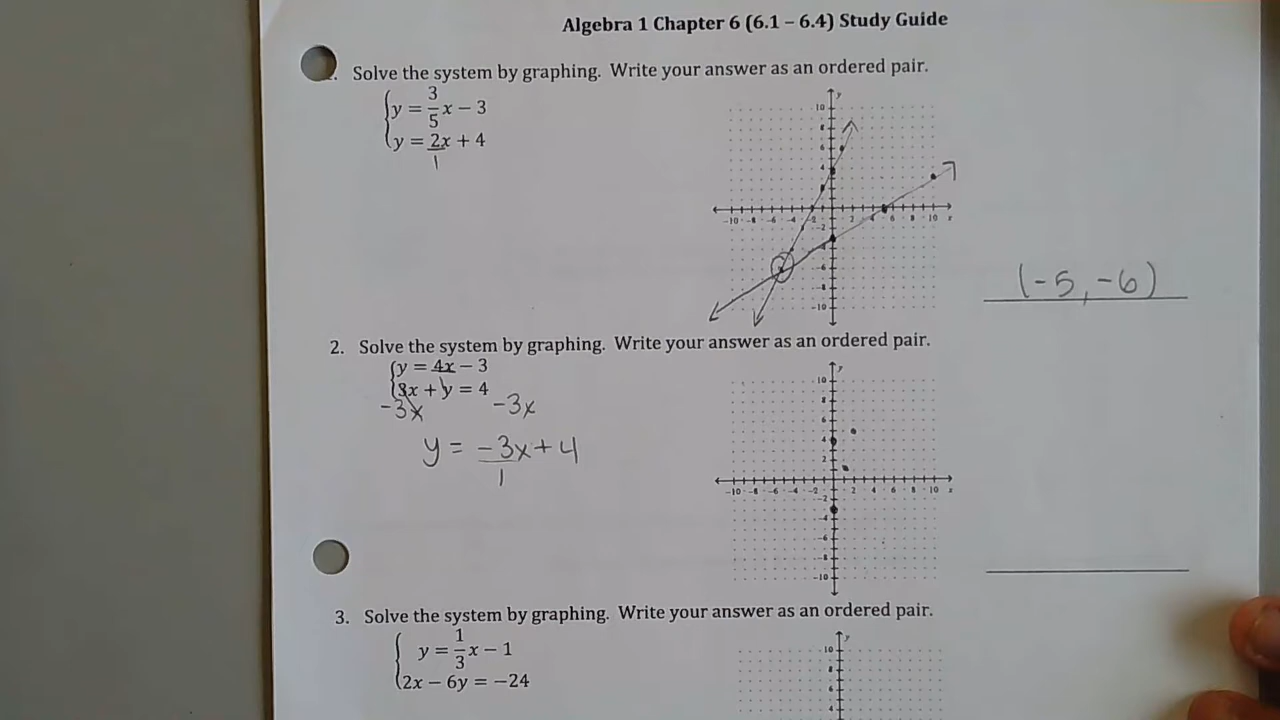 Algebra 1 Chapter 6 (6.1 – 6.4) Study Guide
. Solve the system by graphing. Write your answer as an ordered pair.
y = 3/5 x – 3
y = 2x + 4
1
(-5, -6)
2. Solve the system by graphing. Write your answer as an ordered pair.
y = 4x – 3
3x + y = 4
-3x -3x
y = -3x + 4
1
3. Solve the system by graphing. Write your answer as an ordered pair.
y = 1/3 x – 1
2x – 6y = –24